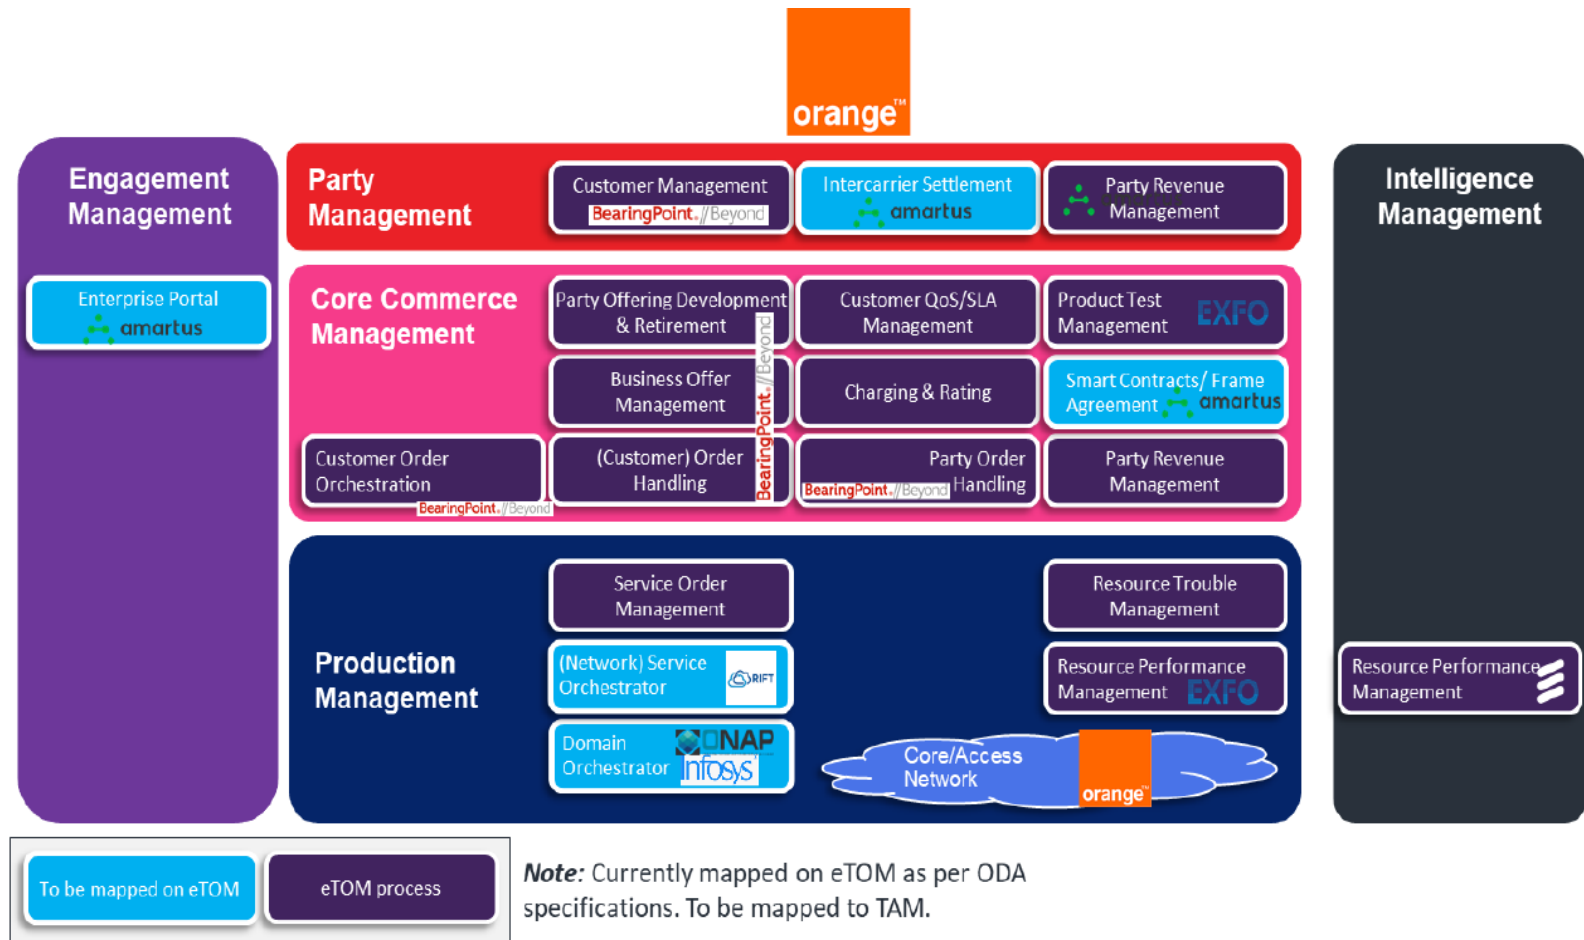 orange™
Engagement
Management
Enterprise Portal
amartus
Party
Management
Customer Management
BearingPoint®//Beyond
Intercarrier Settlement
amartus
Party Revenue
Management
Core Commerce
Management
Party Offering Development
& Retirement
Customer QoS/SLA
Management
Product Test
Management
EXFO
Business Offer
Management
BearingPoint®//Beyond
Charging & Rating
Smart Contracts/ Frame
Agreement
amartus
Customer Order
Orchestration
BearingPoint®//Beyond
(Customer) Order
Handling
Party Order
Handling
BearingPoint®//Beyond
Party Revenue
Management
Production
Management
Service Order
Management
Resource Trouble
Management
(Network) Service
Orchestrator
RIFT
Resource Performance
Management
EXFO
Domain
Orchestrator
ONAP
Infosys
Core/Access
Network
orange™
Intelligence
Management
Resource Performance
Management
To be mapped on eTOM
eTOM process
Note: Currently mapped on eTOM as per ODA
specifications. To be mapped to TAM.